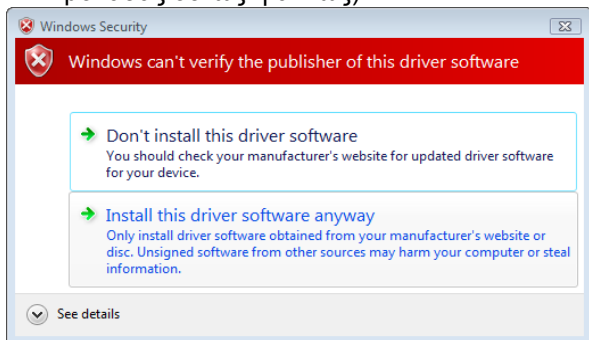 Windows Security
Windows can't verify the publisher of this driver software
Don't install this driver software
You should check your manufacturer's website for updated driver software
for your device.
Install this driver software anyway
Only install driver software obtained from your manufacturer's website or
disc. Unsigned software from other sources may harm your computer or steal
information.
See details